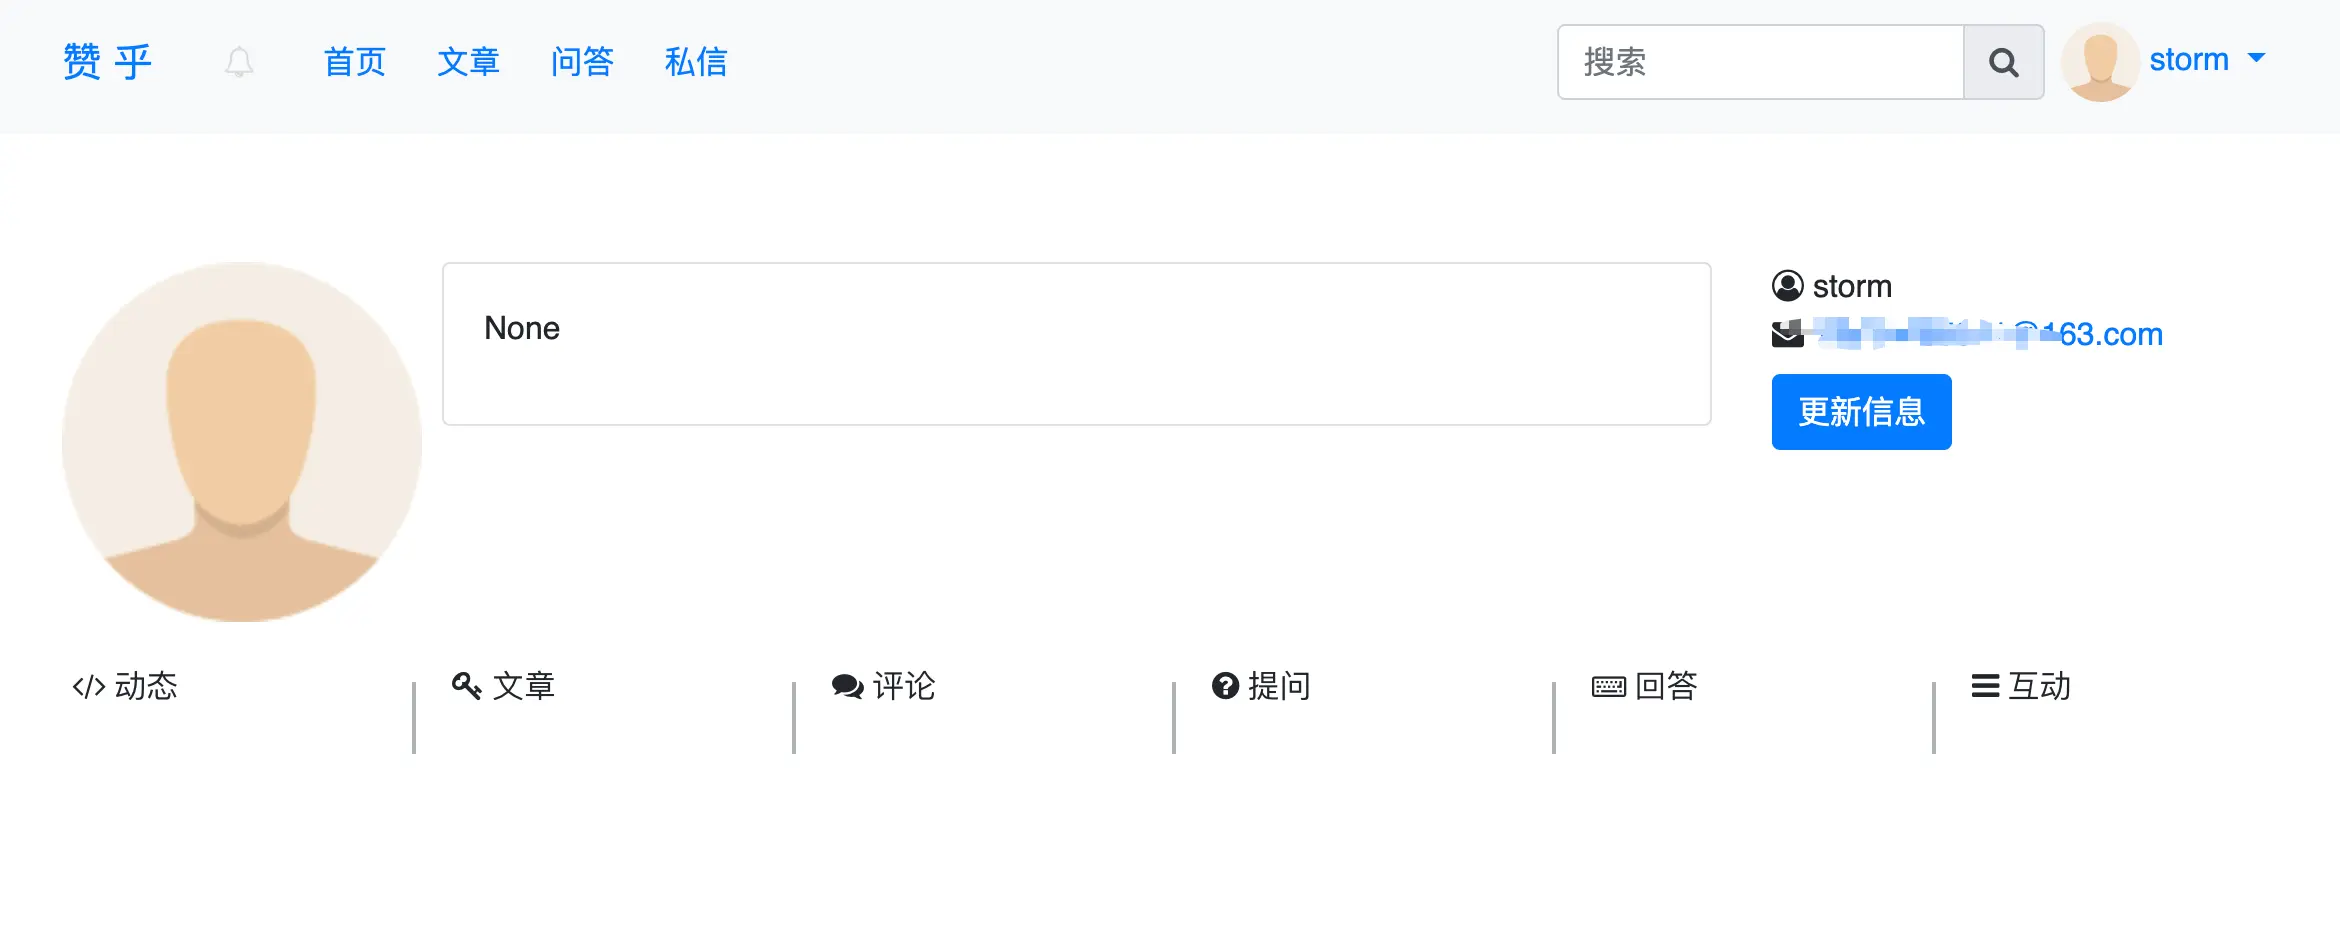 赞 乎 首页 文章 问答 私信 搜索 storm
None
storm
@163.com
更新信息
动态 文章 评论 提问 回答 互动